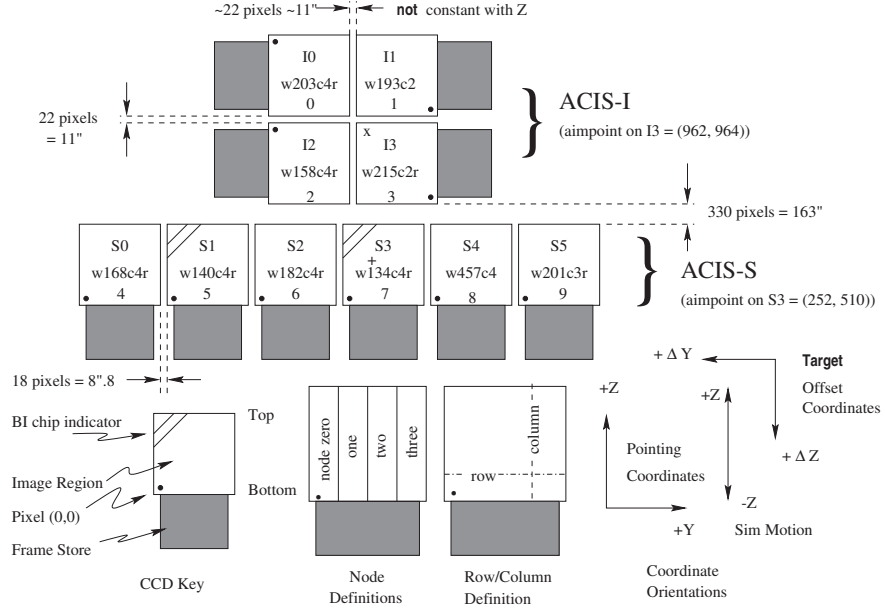 ~22 pixels ~11" not constant with Z
I0
w203c4r
0
I1
w193c2
1
22 pixels
= 11"
ACIS-I
(aimpoint on I3 = (962, 964))
I2
w158c4r
2
x
I3
w215c2r
3
330 pixels = 163"
S0
w168c4r
4
S1
w140c4r
5
S2
w182c4r
6
S3
+
w134c4r
7
S4
w457c4
8
S5
w201c3r
9
ACIS-S
(aimpoint on S3 = (252, 510))
18 pixels = 8".8
BI chip indicator
Image Region
Pixel (0,0)
Frame Store
Top
Bottom
CCD Key
node zero
one
two
three
Node
Definitions
row
column
Row/Column
Definition
+ Δ Y
Target
Offset
Coordinates
+ Δ Z
+Z
Pointing
Coordinates
+Y
+Z
-Z
Sim Motion
Coordinate
Orientations